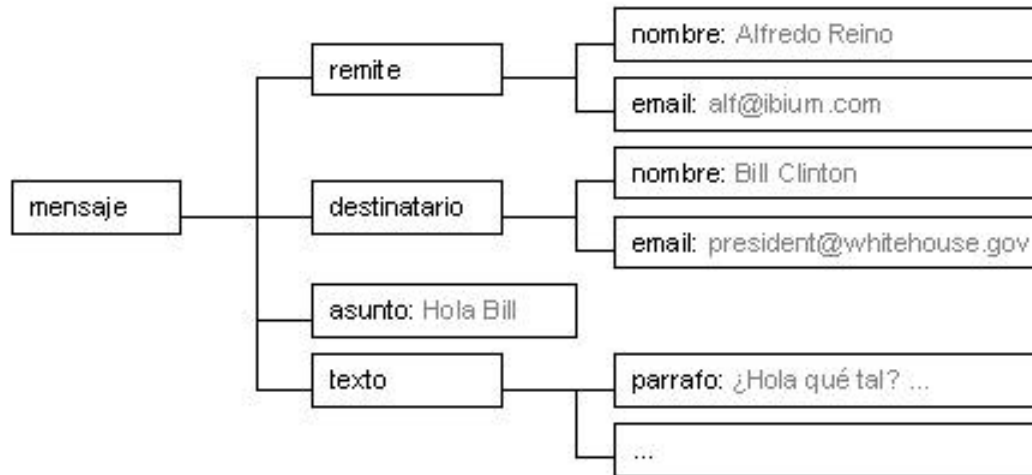 nombre: Alfredo Reino
remite
email: alf@ibium.com
nombre: Bill Clinton
mensaje
destinatario
email: president@whitehouse.gov
asunto: Hola Bill
texto
parrafo: ¿Hola qué tal? ...
...